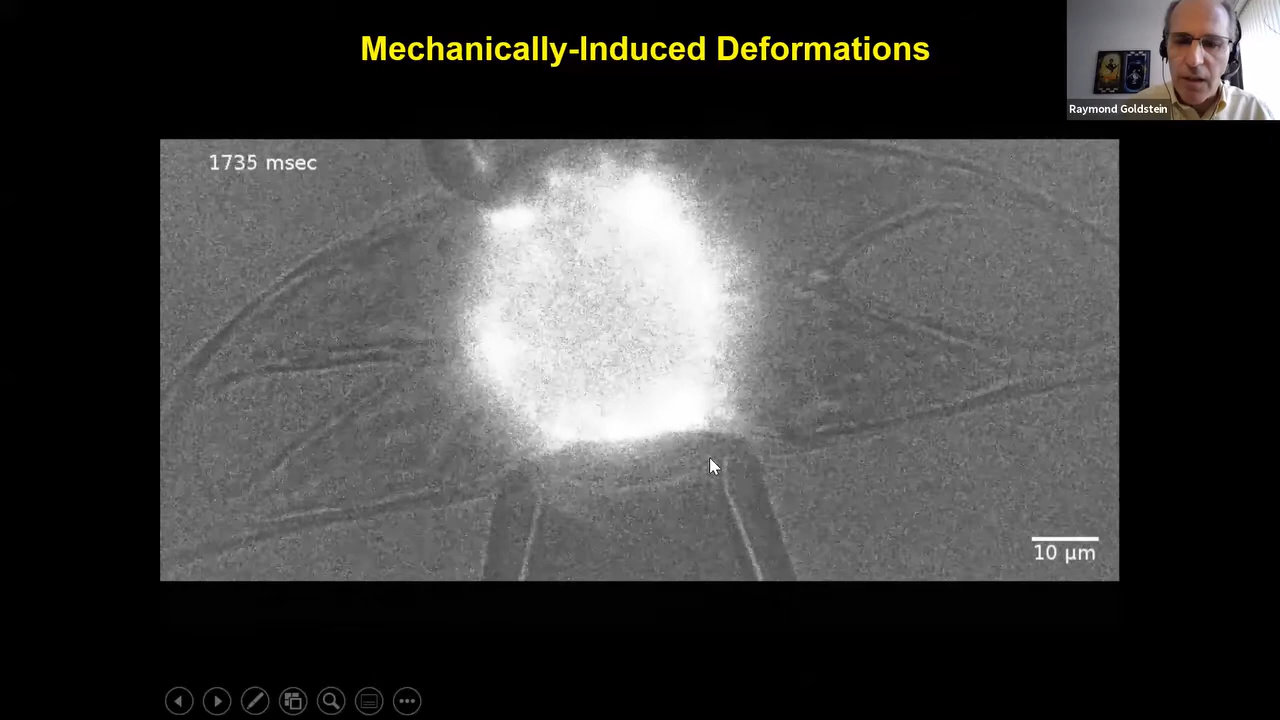 Mechanically-Induced Deformations
Raymond Goldstein
1735 msec
10 µm